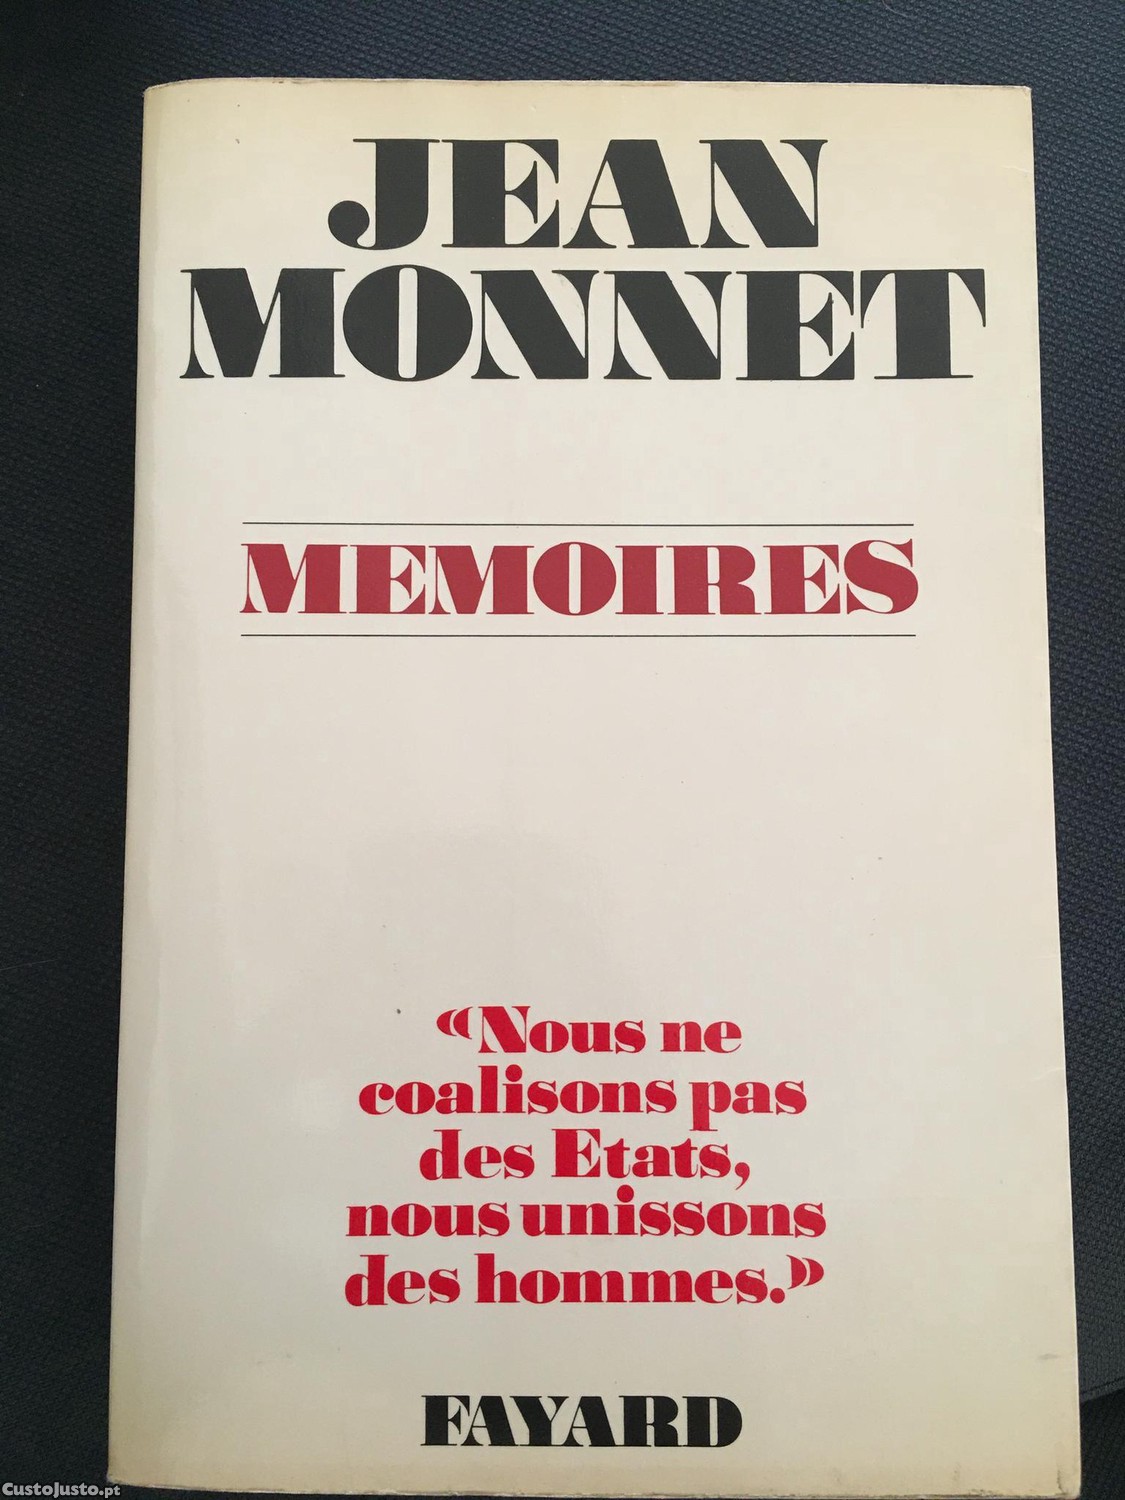 JEAN
MONNET
MEMOIRES
«Nous ne
coalisons pas
des Etats,
nous unissons
des hommes.»
FAYARD
CustoJusto.pt